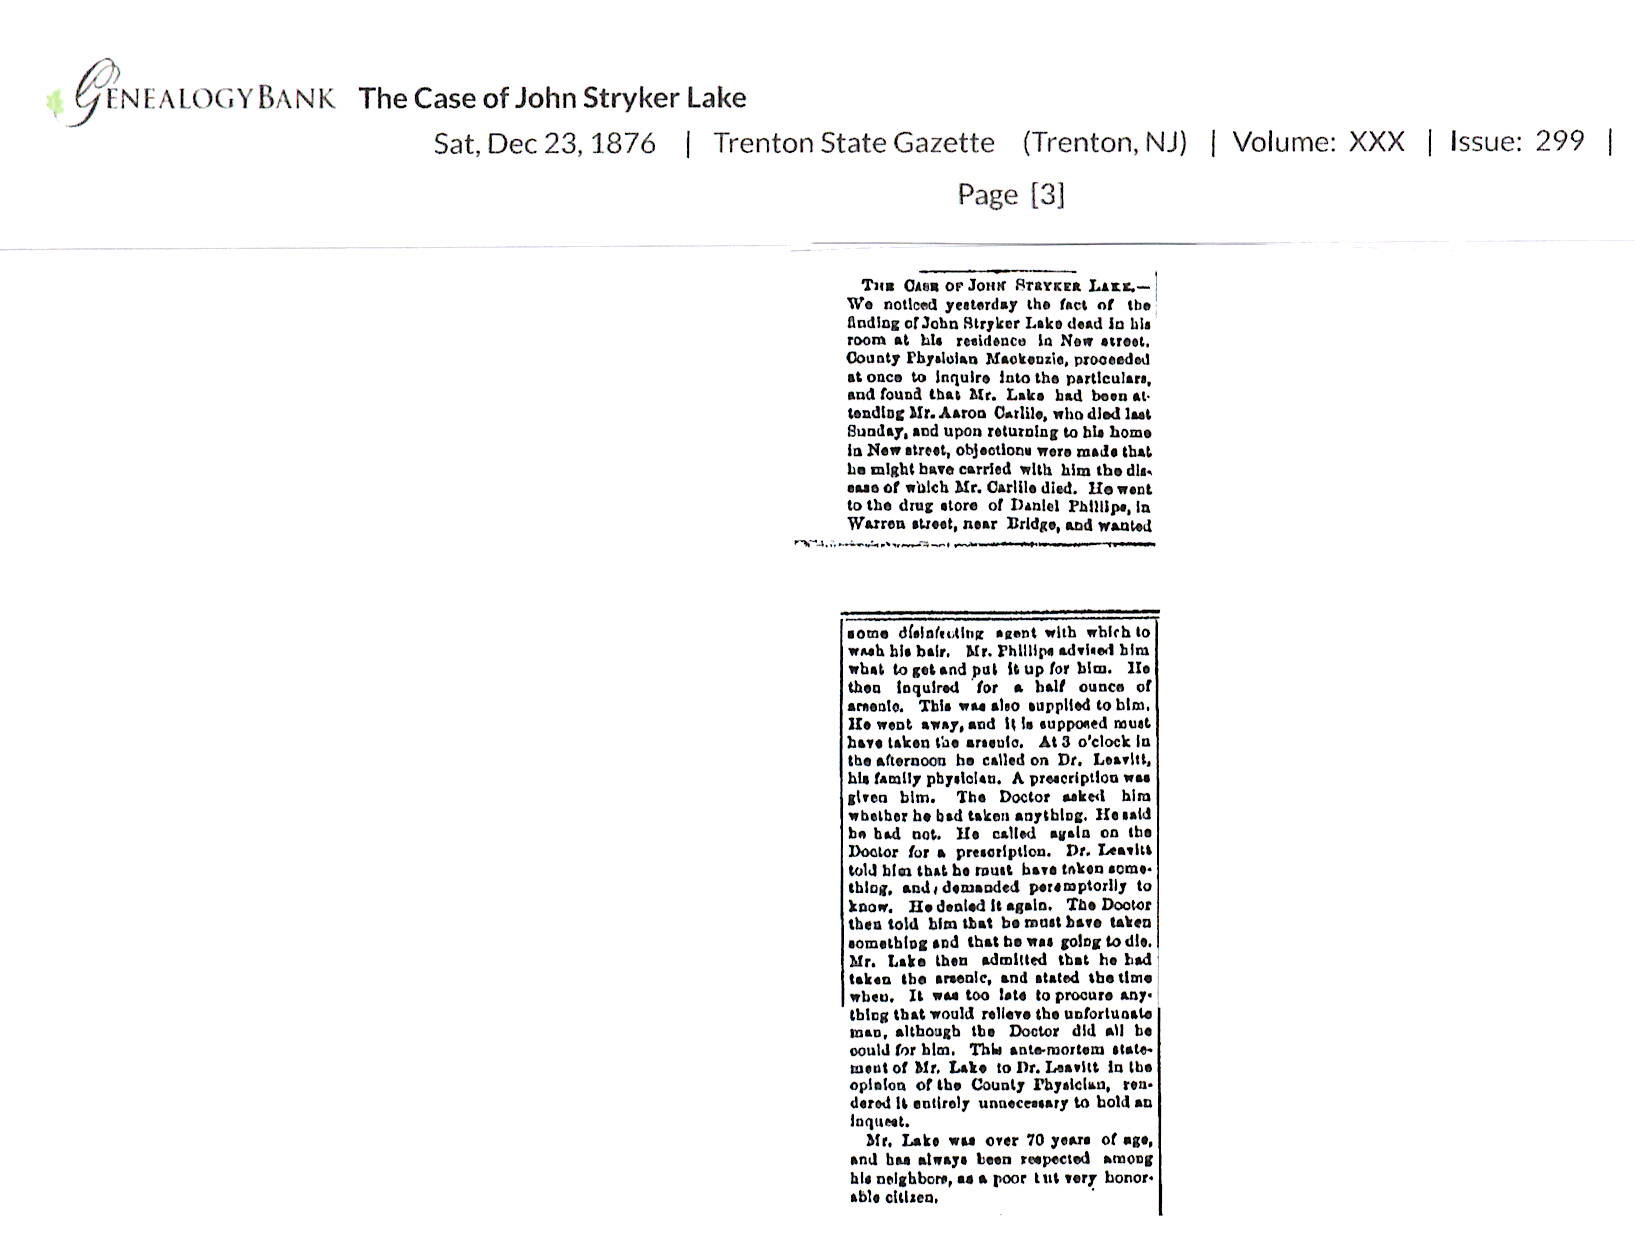 GENEALOGYBANK The Case of John Stryker Lake
Sat, Dec 23, 1876 | Trenton State Gazette (Trenton, NJ) | Volume: XXX | Issue: 299 |
Page [3]
THE CASE OF JOHN STRYKER LAKE.—
We noticed yesterday the fact of the
finding of John Stryker Lake dead in his
room at his residence in New street.
County Physician Mackenzie, proceeded
at once to inquire into the particulars,
and found that Mr. Lake had been at-
tending Mr. Aaron Carlile, who died last
Sunday, and upon returning to his home
in New street, objections were made that
he might have carried with him the dis-
ease of which Mr. Carlile died. He went
to the drug store of Daniel Phillips, in
Warren street, near Bridge, and wanted
some disinfecting agent with which to
wash his hair. Mr. Phillips advised him
what to get and put it up for him. He
then inquired for a half ounce of
arsenic. This was also supplied to him.
He went away, and it is supposed must
have taken the arsenic. At 3 o'clock in
the afternoon he called on Dr. Leavitt,
his family physician. A prescription was
given him. The Doctor asked him
whether he had taken anything. He said
he had not. He called again on the
Doctor for a prescription. Dr. Leavitt
told him that he must have taken some-
thing, and demanded peremptorily to
know. He denied it again. The Doctor
then told him that he must have taken
something and that he was going to die.
Mr. Lake then admitted that he had
taken the arsenic, and stated the time
when. It was too late to procure any-
thing that would relieve the unfortunate
man, although the Doctor did all he
could for him. This ante-mortem state-
ment of Mr. Lake to Dr. Leavitt in the
opinion of the County Physician, ren-
dered it entirely unnecessary to hold an
inquest.
Mr. Lake was over 70 years of age,
and has always been respected among
his neighbors, as a poor but very honor-
able citizen.